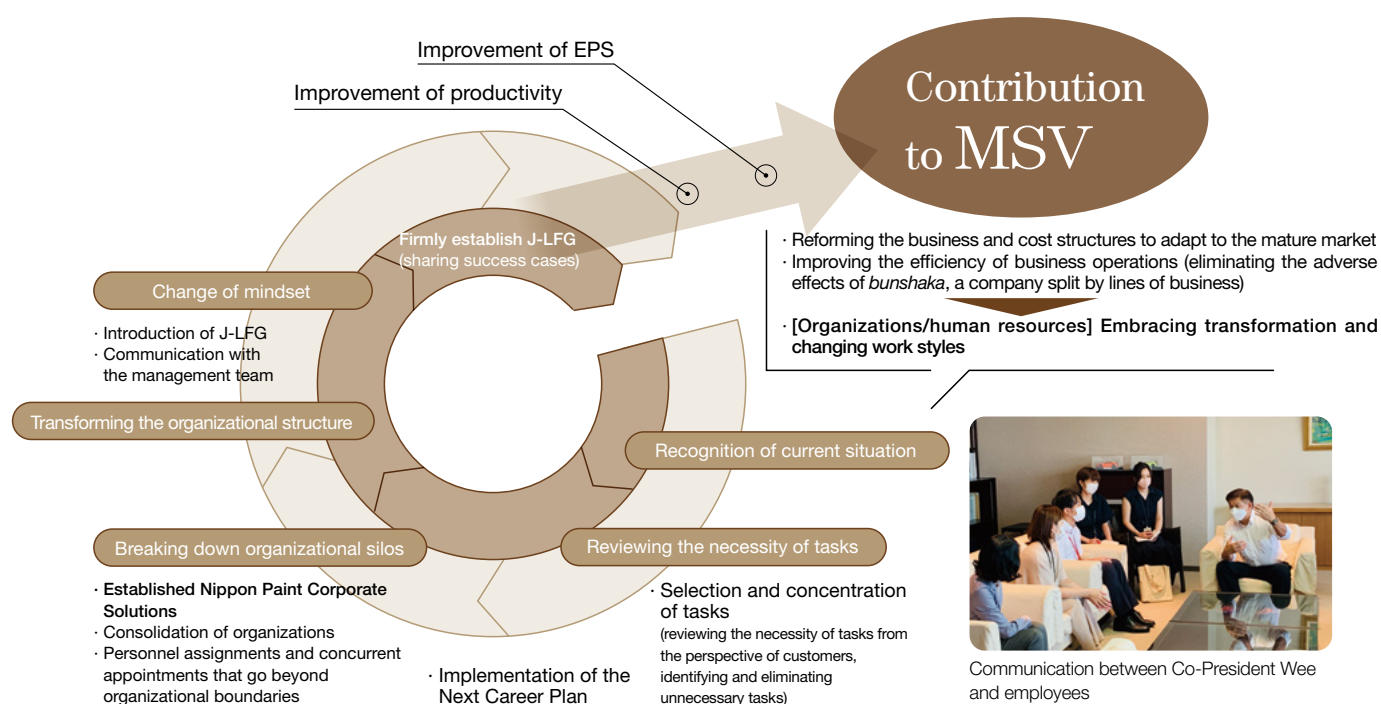 Improvement of EPS
Improvement of productivity
Contribution
to MSV
Firmly establish J-LFG
(sharing success cases)
Change of mindset
· Introduction of J-LFG
· Communication with
the management team
Transforming the organizational structure
Breaking down organizational silos
· Established Nippon Paint Corporate
Solutions
· Consolidation of organizations
· Personnel assignments and concurrent
appointments that go beyond
organizational boundaries
· Implementation of the
Next Career Plan
Reviewing the necessity of tasks
· Selection and concentration
of tasks
(reviewing the necessity of tasks from
the perspective of customers,
identifying and eliminating
unnecessary tasks)
Recognition of current situation
· Reforming the business and cost structures to adapt to the mature market
· Improving the efficiency of business operations (eliminating the adverse
effects of bunshaka, a company split by lines of business)
· [Organizations/human resources] Embracing transformation and
changing work styles
Communication between Co-President Wee
and employees